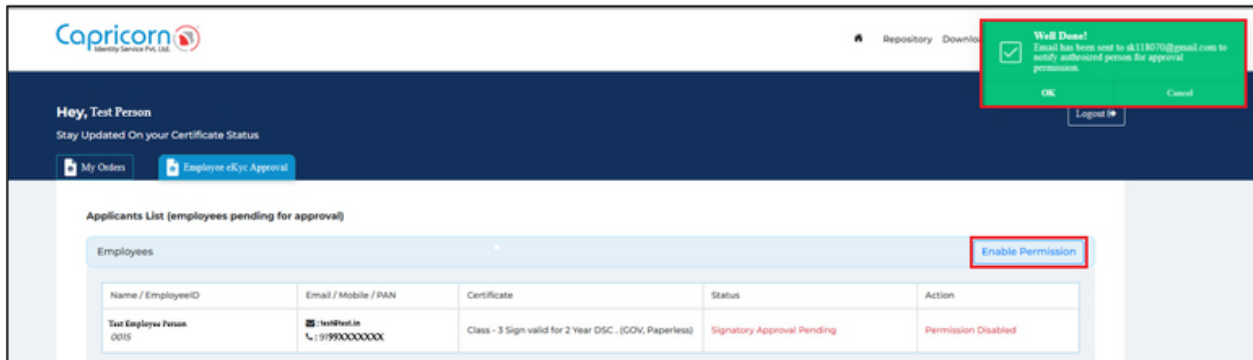 Capricorn
Identity Service Pvt. Ltd.
Repository Downlo
Well Done!
Email has been sent to sk118070@gmail.com to
notify authroized person for approval
permission.
OK Cancel
Hey, Test Person
Logout
Stay Updated On your Certificate Status
My Orders Employee eKyc Approval
Applicants List (employees pending for approval)
Employees Enable Permission
Name / EmployeeID Email / Mobile / PAN Certificate Status Action
Test Employee Person : test@test.in
0015 : 9199XXXXXXXX Class - 3 Sign valid for 2 Year DSC . (GOV, Paperless) Signatory Approval Pending Permission Disabled